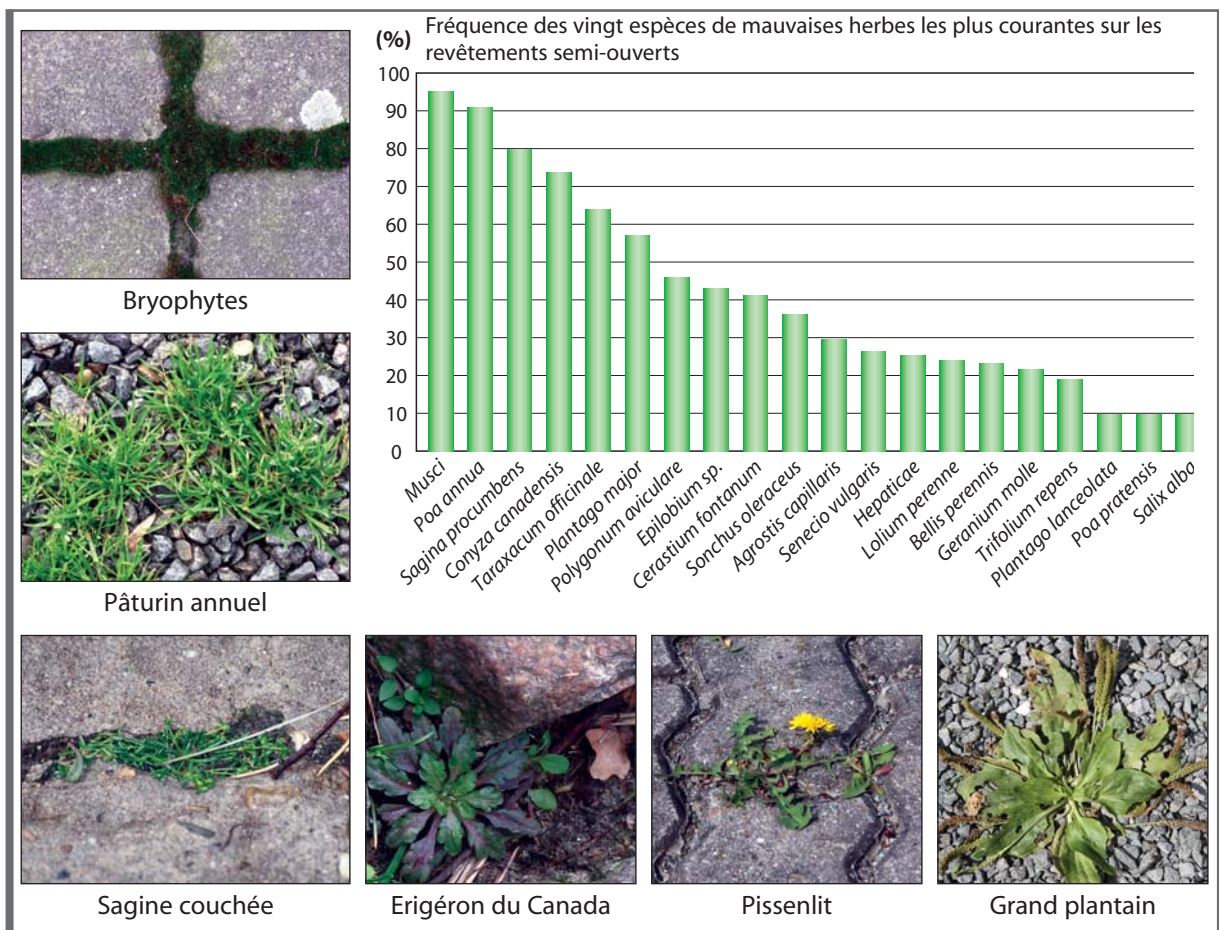 (%) Fréquence des vingt espèces de mauvaises herbes les plus courantes sur les
revêtements semi-ouverts
100
90
80
70
60
50
40
30
20
10
0
Musci
Poa annua
Sagina procumbens
Conyza canadensis
Taraxacum officinale
Plantago major
Polygonum aviculare
Epilobium sp.
Cerastium fontanum
Sonchus oleraceus
Agrostis capillaris
Senecio vulgaris
Hepaticae
Lolium perenne
Bellis perennis
Geranium molle
Trifolium repens
Plantago lanceolata
Poa pratensis
Salix alba
Bryophytes
Pâturin annuel
Sagine couchée
Erigéron du Canada
Pissenlit
Grand plantain